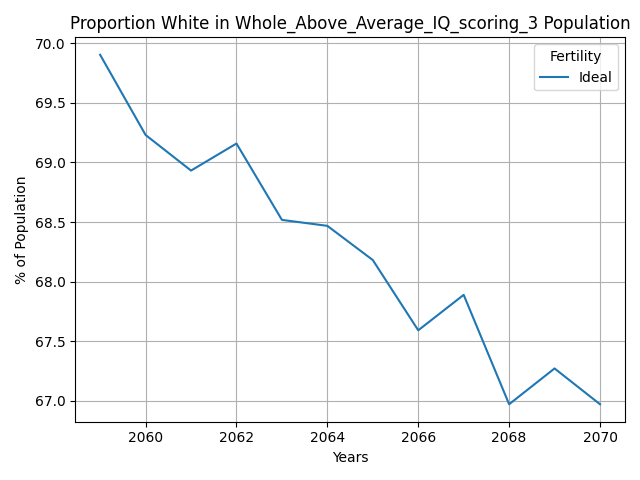 Proportion White in Whole_Above_Average_IQ_scoring_3 Population
70.0
69.5
69.0
68.5
68.0
67.5
67.0
% of Population
Fertility
Ideal
2060 2062 2064 2066 2068 2070
Years